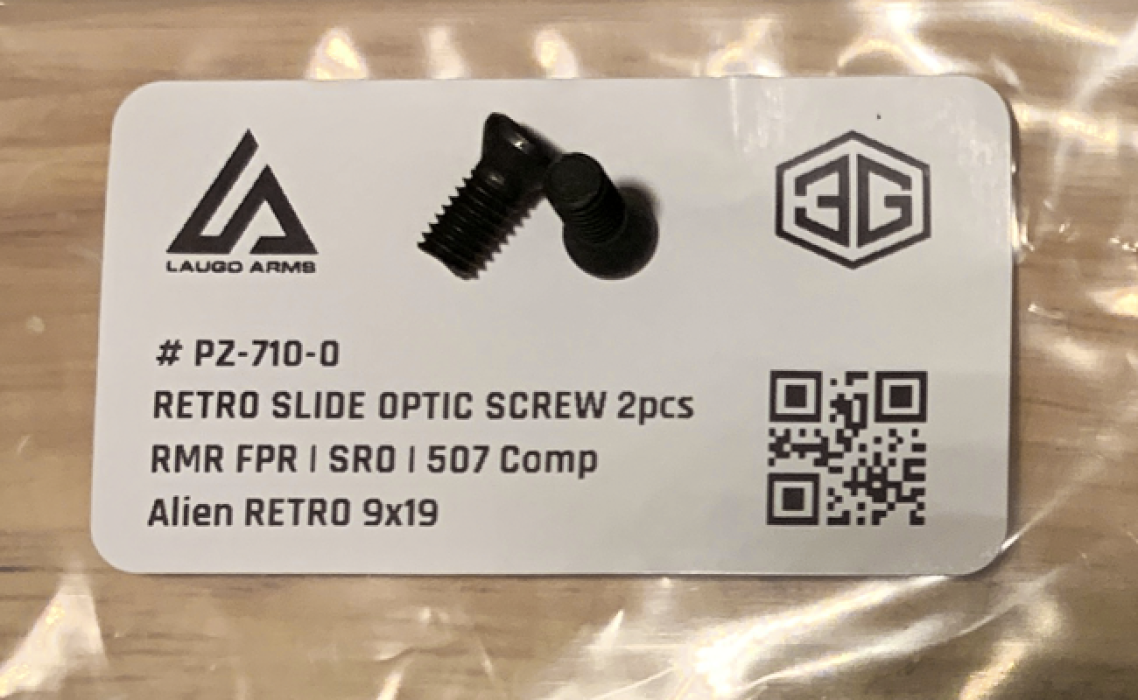 LAUGO ARMS
3G
# PZ-710-0
RETRO SLIDE OPTIC SCREW 2pcs
RMR FPR | SRO | 507 Comp
Alien RETRO 9x19